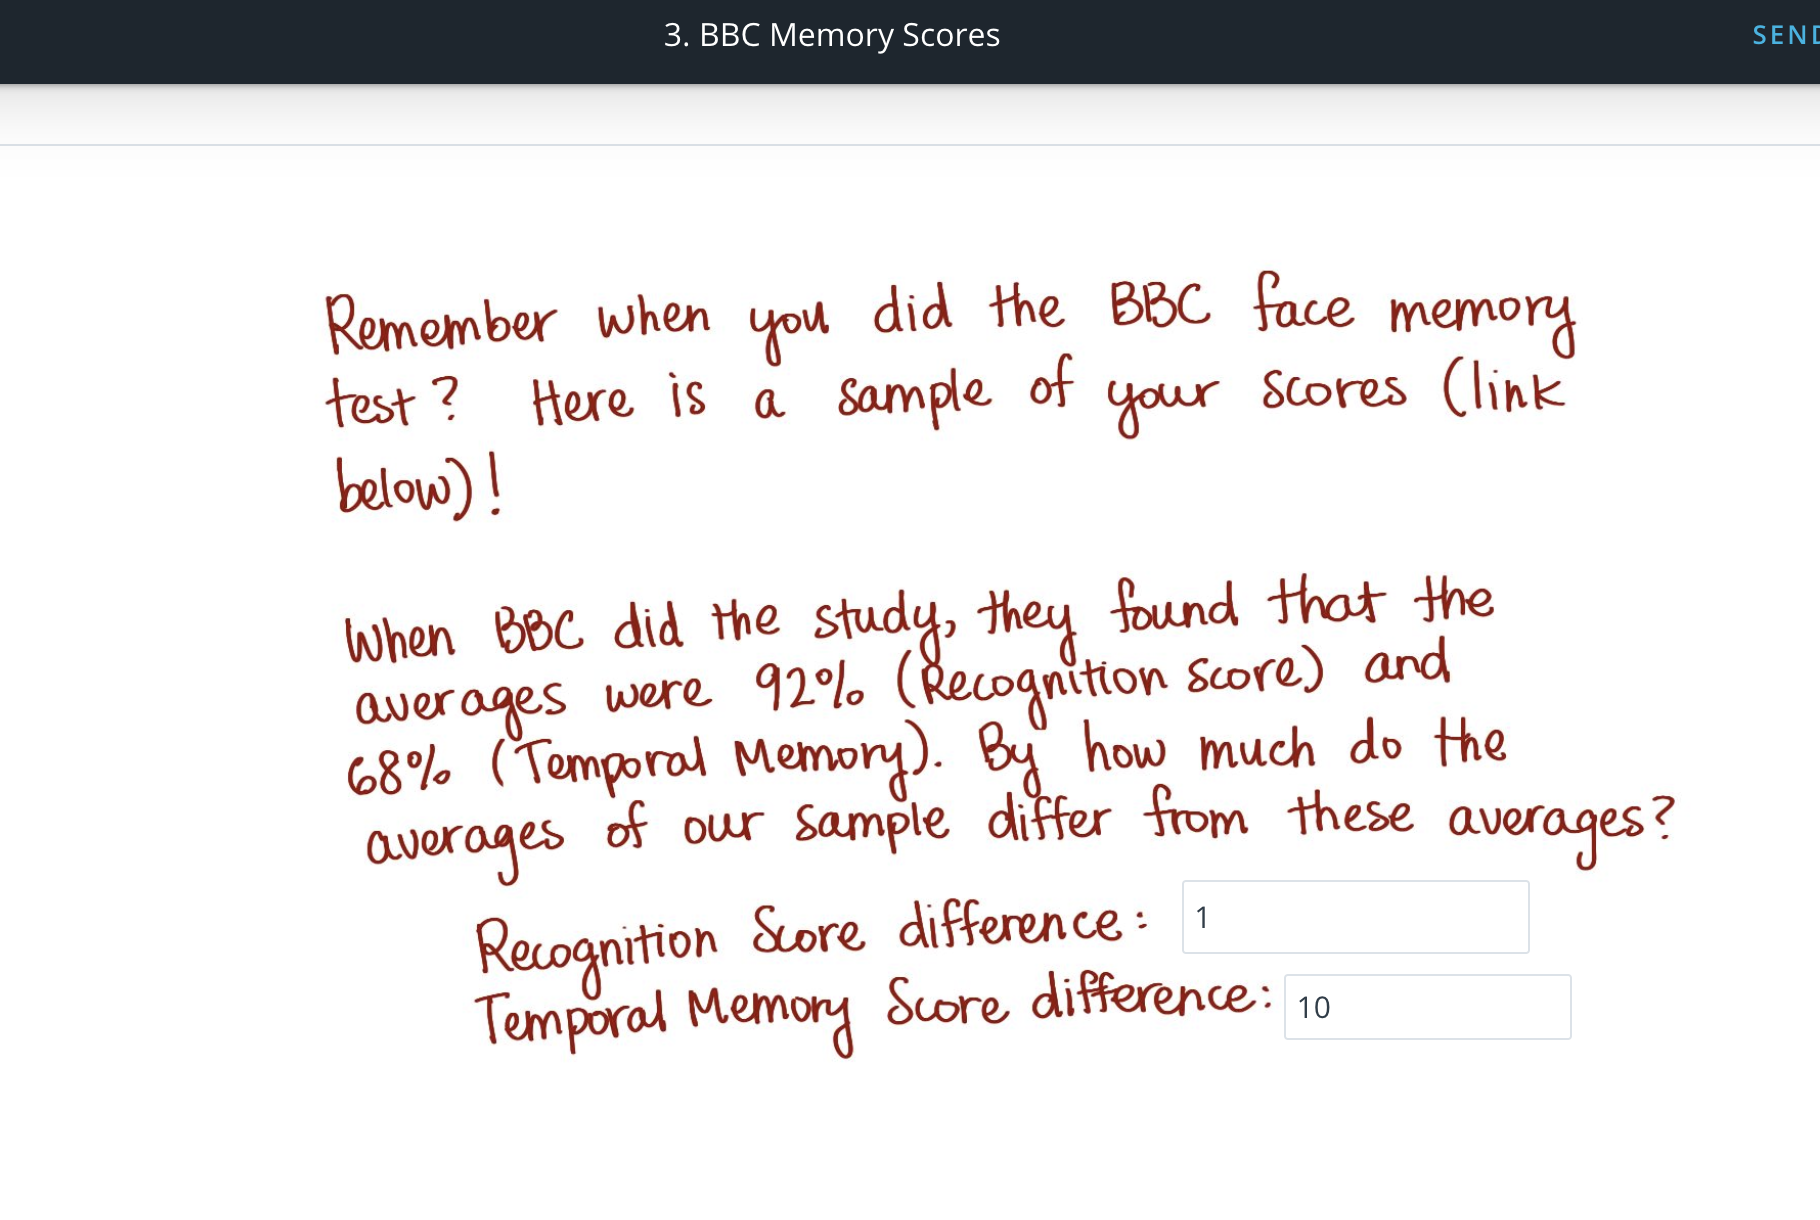 3. BBC Memory Scores
Remember when you did the BBC face memory
test? Here is a sample of your scores (link
below)!
When BBC did the study, they found that the
averages were 92% (Recognition score) and
68% (Temporal Memory). By how much do the
averages of our sample differ from these averages?
Recognition Score difference: 1
Temporal Memory Score difference: 10